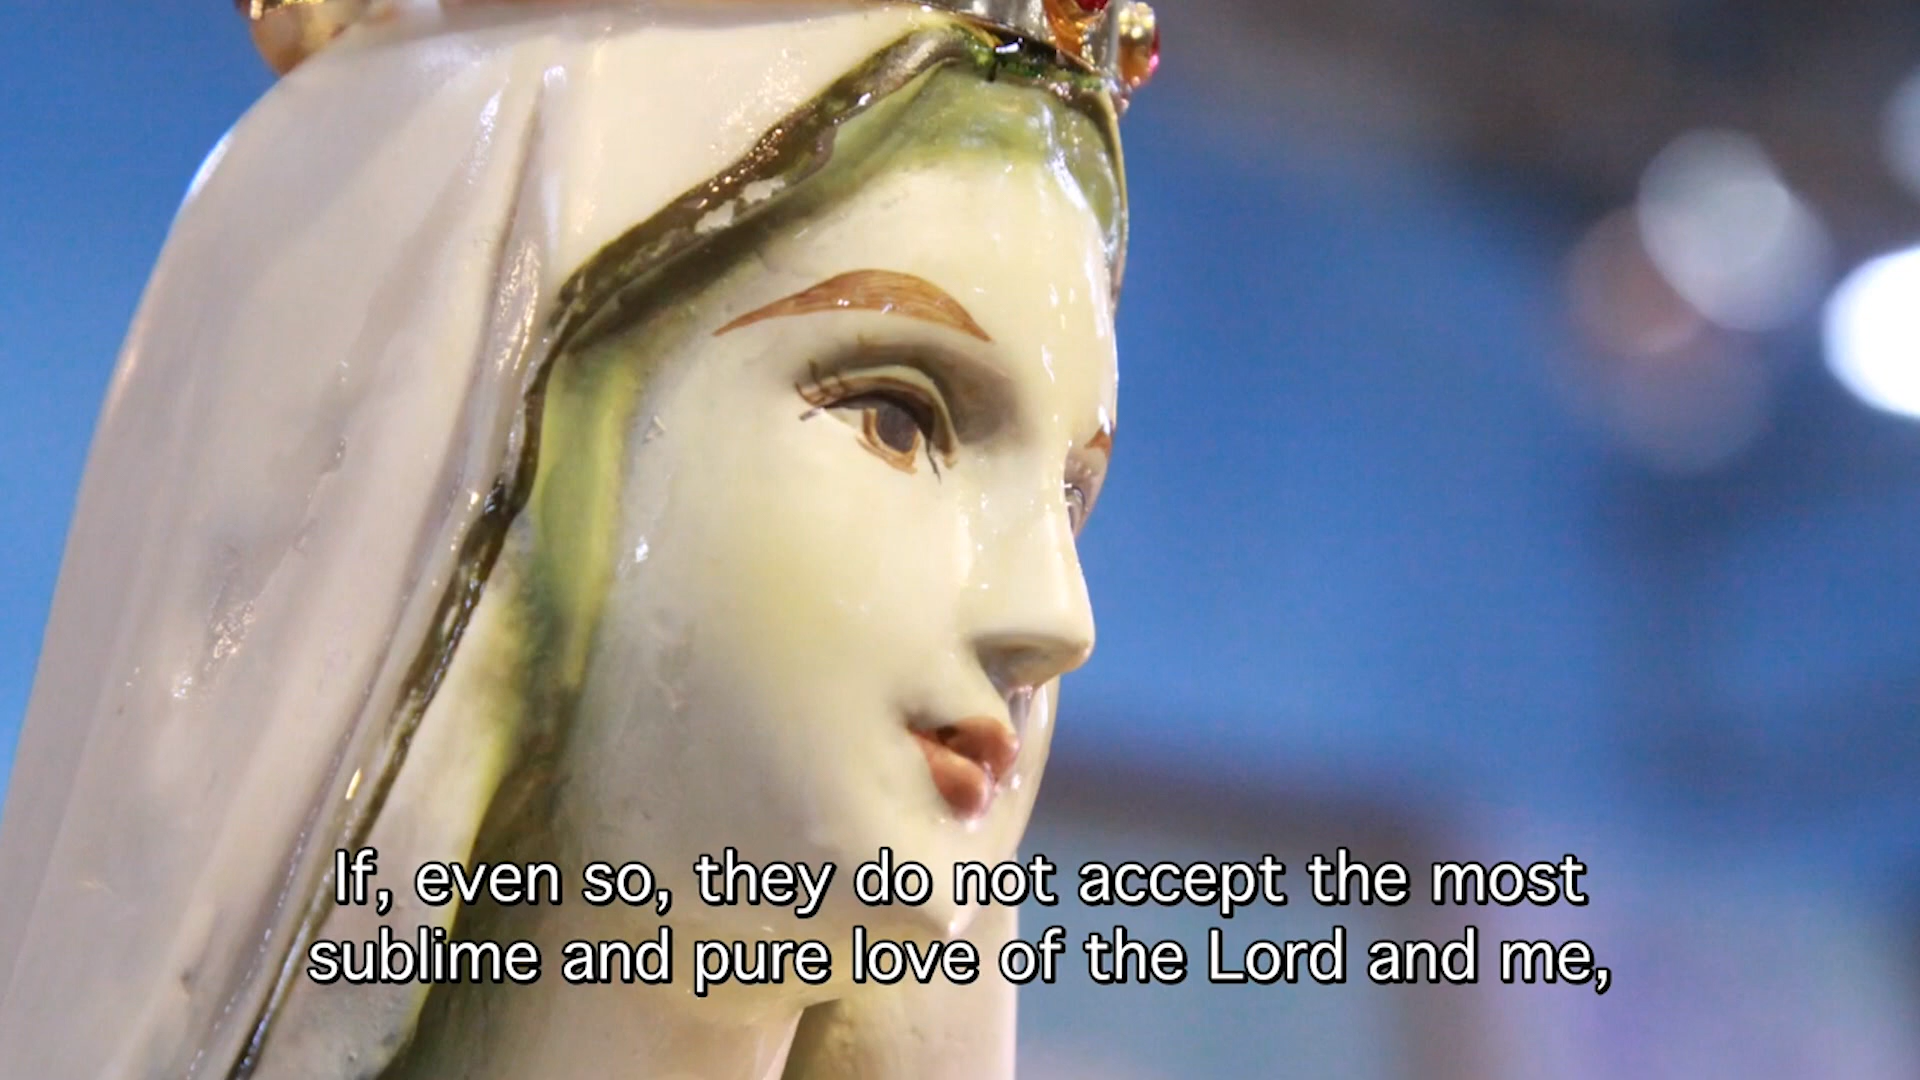 If, even so, they do not accept the most
sublime and pure love of the Lord and me,